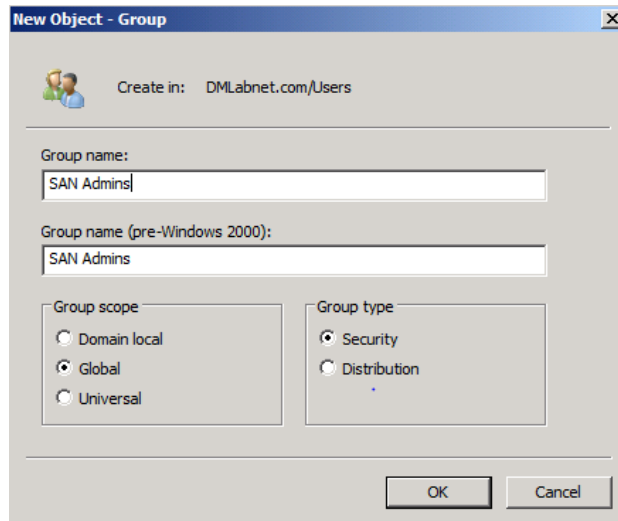 New Object - Group
Create in: DMLabnet.com/Users
Group name:
SAN Admins
Group name (pre-Windows 2000):
SAN Admins
Group scope
Domain local
Global
Universal
Group type
Security
Distribution
OK Cancel